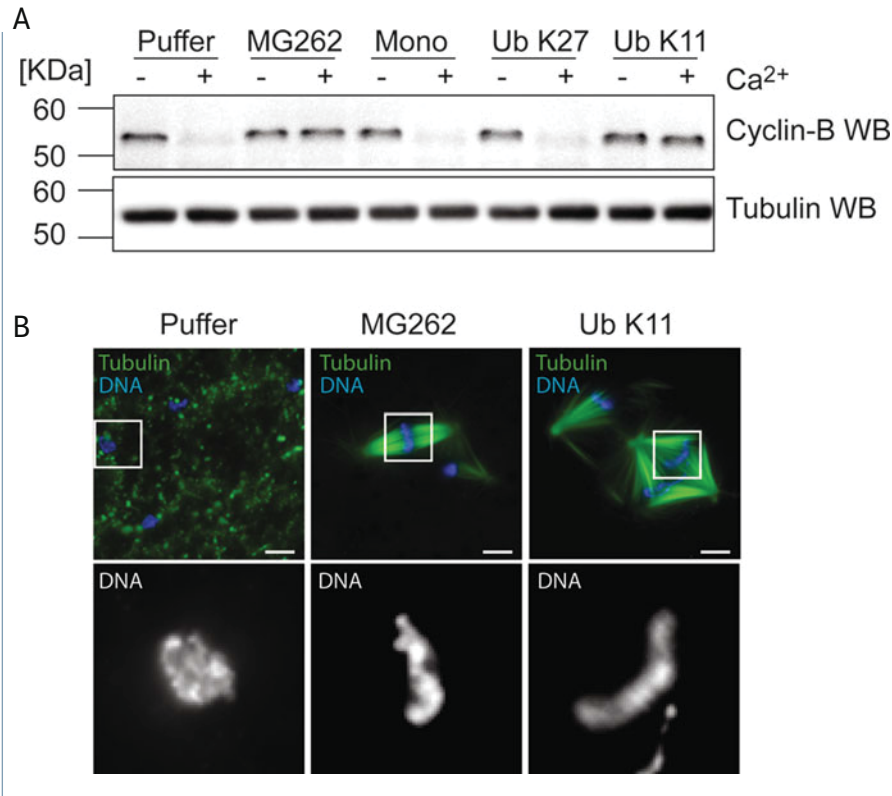 A
Puffer MG262 Mono Ub K27 Ub K11
[KDa] - + - + - + - + - + Ca²⁺
60
50
Cyclin-B WB
60
50
Tubulin WB
B
Puffer MG262 Ub K11
Tubulin Tubulin Tubulin
DNA DNA DNA
DNA DNA DNA